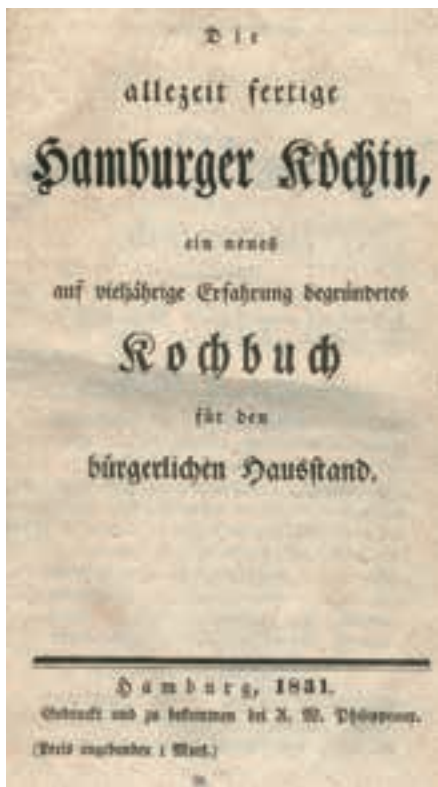 Die
allezeit fertige
Hamburger Köchin,
ein neues
auf vieljährige Erfahrung begründetes
Kochbuch
für den
bürgerlichen Hausstand.
Hamburg, 1831.
Gedruckt und zu bekommen bei
(Preis ungebunden 1 Mark.)